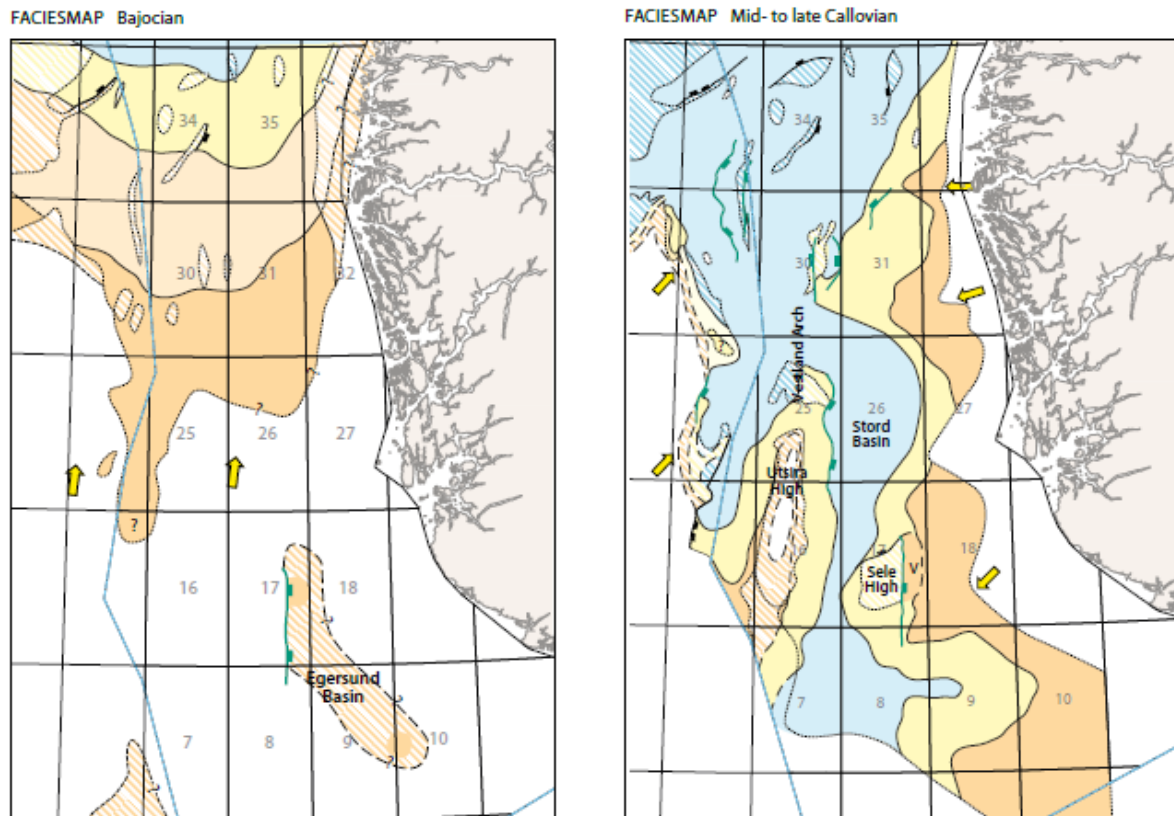 FACIESMAP Bajocian
34
35
30
31
32
?
25
26
27
?
16
17
18
?
Egersund
Basin
?
7
8
9
10
?
?
FACIESMAP Mid- to late Callovian
34
35
30
31
Vestland Arch
?
25
26
27
Stord
Basin
Utsira
High
18
Sele
High
V
7
8
9
10